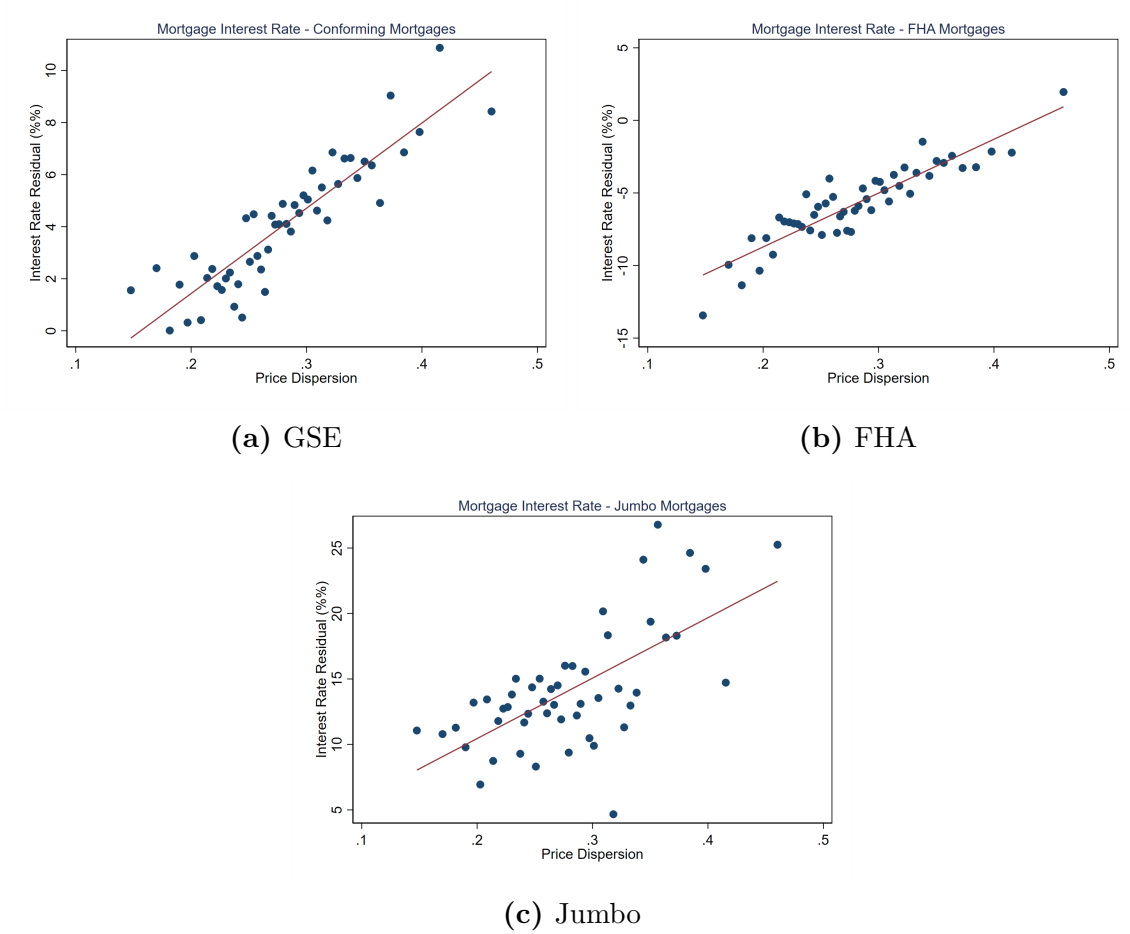 Mortgage Interest Rate - Conforming Mortgages
Interest Rate Residual (%%)
10
8
6
4
2
0
.1 .2 .3 .4 .5
Price Dispersion
(a) GSE
Mortgage Interest Rate - FHA Mortgages
Interest Rate Residual (%%)
5
0
-5
-10
-15
.1 .2 .3 .4 .5
Price Dispersion
(b) FHA
Mortgage Interest Rate - Jumbo Mortgages
Interest Rate Residual (%%)
25
20
15
10
5
.1 .2 .3 .4 .5
Price Dispersion
(c) Jumbo